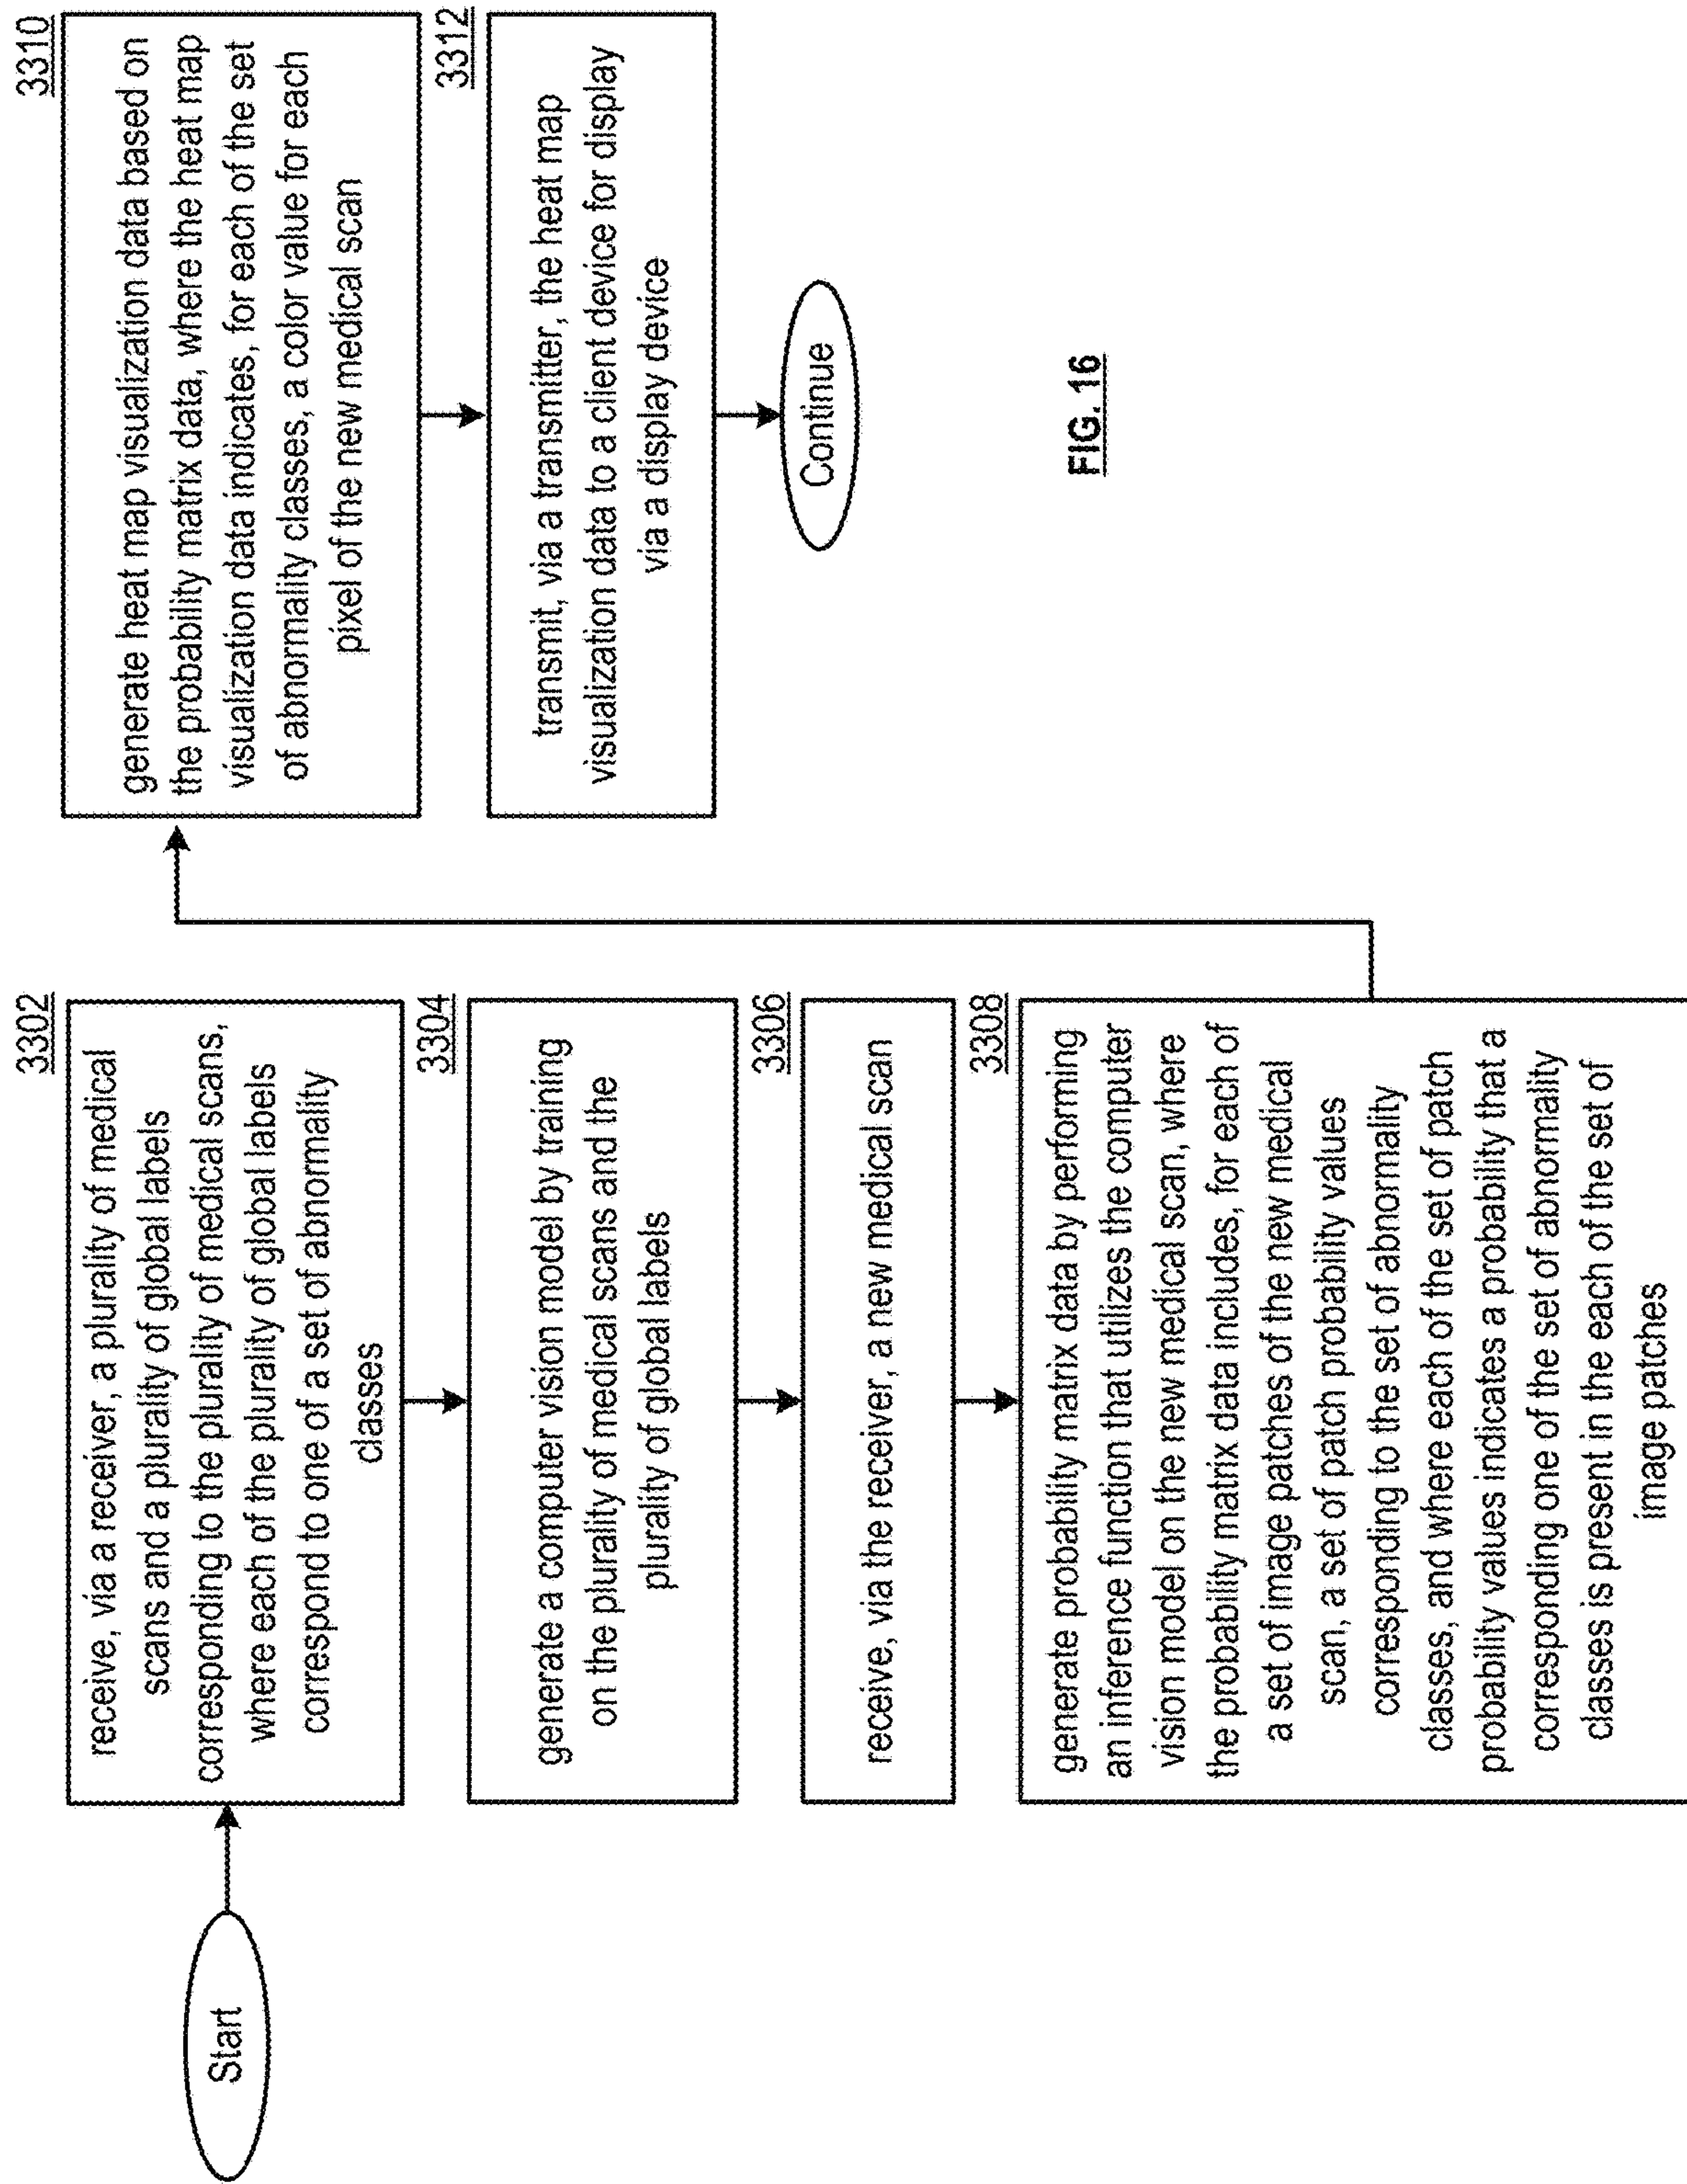 Start
3302
receive, via a receiver, a plurality of medical
scans and a plurality of global labels
corresponding to the plurality of medical scans,
where each of the plurality of global labels
correspond to one of a set of abnormality
classes
3304
generate a computer vision model by training
on the plurality of medical scans and the
plurality of global labels
3306
receive, via the receiver, a new medical scan
3308
generate probability matrix data by performing
an inference function that utilizes the computer
vision model on the new medical scan, where
the probability matrix data includes, for each of
a set of image patches of the new medical
scan, a set of patch probability values
corresponding to the set of abnormality
classes, and where each of the set of patch
probability values indicates a probability that a
corresponding one of the set of abnormality
classes is present in the each of the set of
image patches
3310
generate heat map visualization data based on
the probability matrix data, where the heat map
visualization data indicates, for each of the set
of abnormality classes, a color value for each
pixel of the new medical scan
3312
transmit, via a transmitter, the heat map
visualization data to a client device for display
via a display device
Continue
FIG. 16